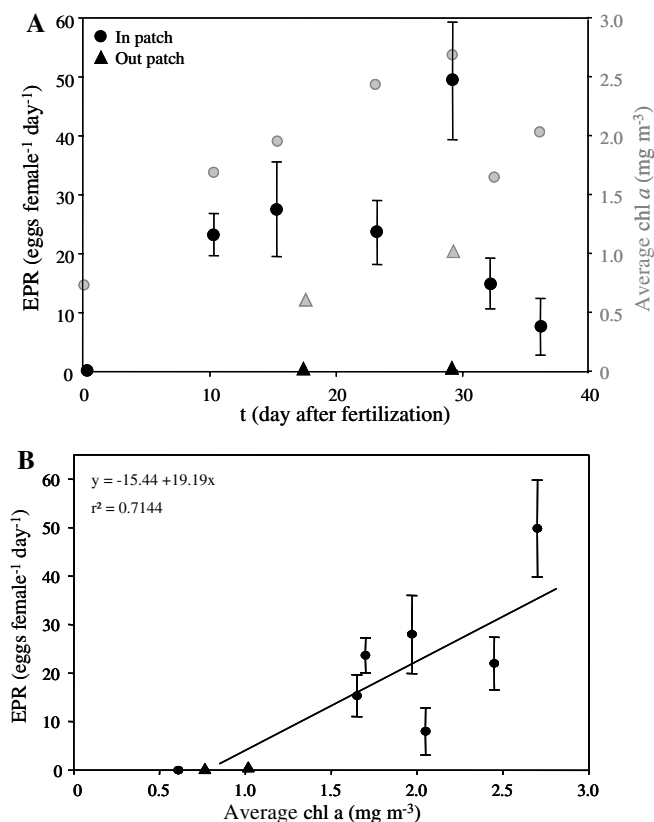 A
In patch
Out patch
EPR (eggs female-1 day-1)
60
50
40
30
20
10
0
3.0
2.5
2.0
1.5
1.0
0.5
0
Average chl a (mg m-3)
0 10 20 30 40
t (day after fertilization)
B
y = -15.44 +19.19x
r² = 0.7144
EPR (eggs female-1 day-1)
60
50
40
30
20
10
0
0 0.5 1.0 1.5 2.0 2.5 3.0
Average chl a (mg m-3)